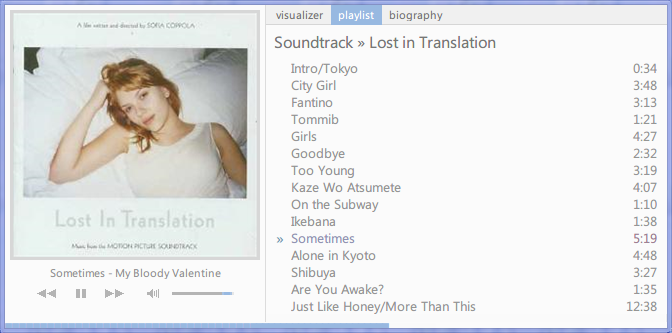 A film written and directed by SOFIA COPPOLA
Lost In Translation
Music from the MOTION PICTURE SOUNDTRACK
Sometimes - My Bloody Valentine
visualizer playlist biography
Soundtrack » Lost in Translation
Intro/Tokyo 0:34
City Girl 3:48
Fantino 3:13
Tommib 1:21
Girls 4:27
Goodbye 2:32
Too Young 3:19
Kaze Wo Atsumete 4:07
On the Subway 1:10
Ikebana 1:38
» Sometimes 5:19
Alone in Kyoto 4:48
Shibuya 3:27
Are You Awake? 1:35
Just Like Honey/More Than This 12:38